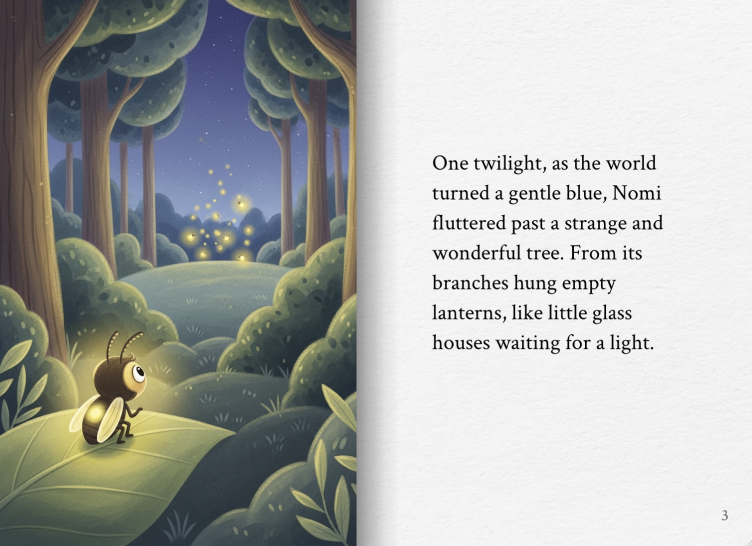 One twilight, as the world
turned a gentle blue, Nomi
fluttered past a strange and
wonderful tree. From its
branches hung empty
lanterns, like little glass
houses waiting for a light.
3